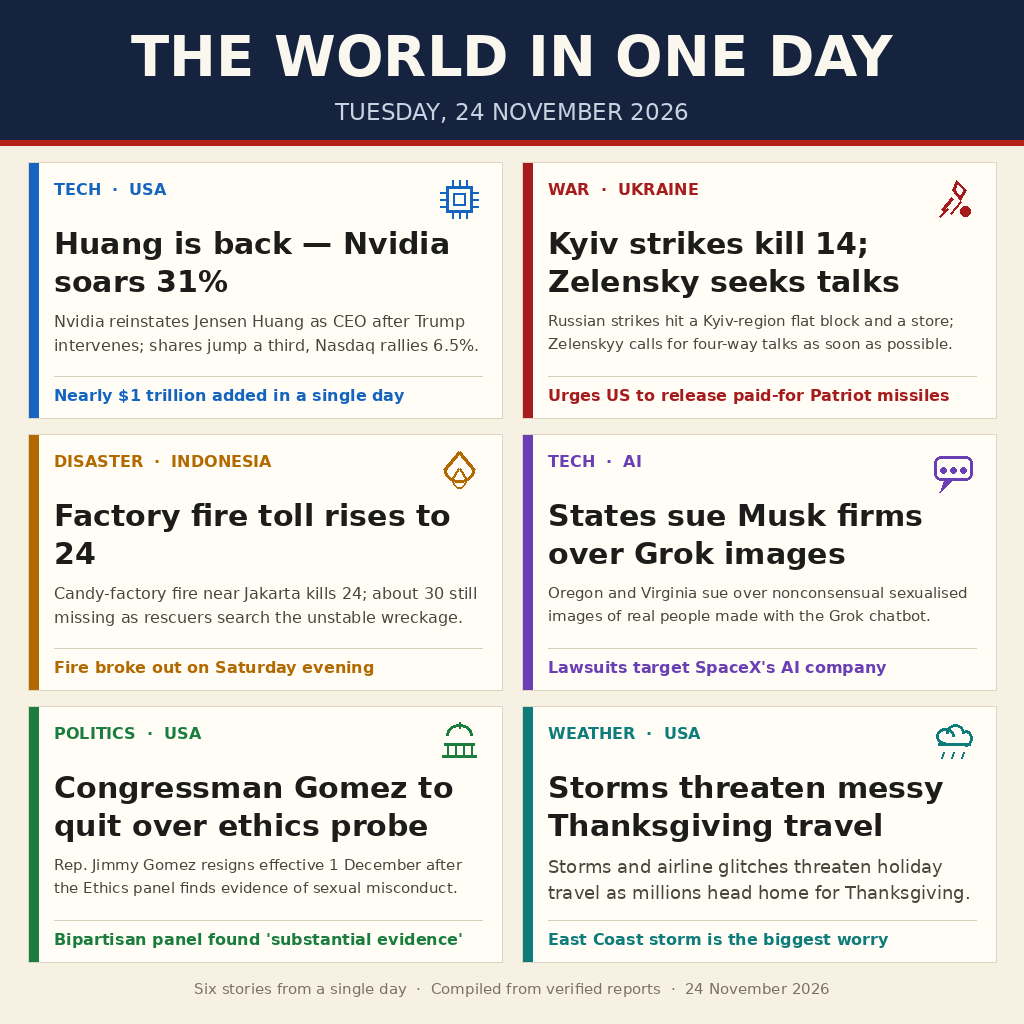 THE WORLD IN ONE DAY
TUESDAY, 24 NOVEMBER 2026
TECH · USA
Huang is back — Nvidia
soars 31%
Nvidia reinstates Jensen Huang as CEO after Trump
intervenes; shares jump a third, Nasdaq rallies 6.5%.
Nearly $1 trillion added in a single day
WAR · UKRAINE
Kyiv strikes kill 14;
Zelensky seeks talks
Russian strikes hit a Kyiv-region flat block and a store;
Zelenskyy calls for four-way talks as soon as possible.
Urges US to release paid-for Patriot missiles
DISASTER · INDONESIA
Factory fire toll rises to
24
Candy-factory fire near Jakarta kills 24; about 30 still
missing as rescuers search the unstable wreckage.
Fire broke out on Saturday evening
TECH · AI
States sue Musk firms
over Grok images
Oregon and Virginia sue over nonconsensual sexualised
images of real people made with the Grok chatbot.
Lawsuits target SpaceX's AI company
POLITICS · USA
Congressman Gomez to
quit over ethics probe
Rep. Jimmy Gomez resigns effective 1 December after
the Ethics panel finds evidence of sexual misconduct.
Bipartisan panel found 'substantial evidence'
WEATHER · USA
Storms threaten messy
Thanksgiving travel
Storms and airline glitches threaten holiday
travel as millions head home for Thanksgiving.
East Coast storm is the biggest worry
Six stories from a single day · Compiled from verified reports · 24 November 2026